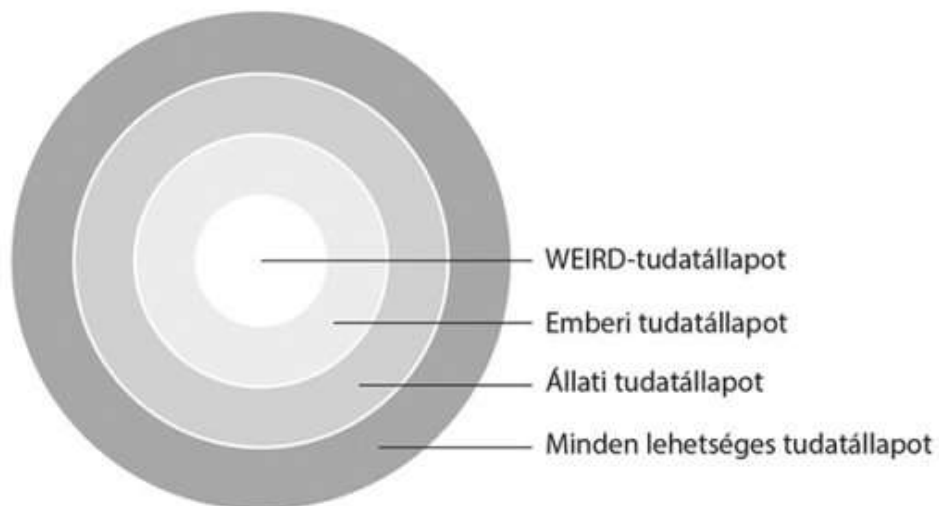 WEIRD-tudatállapot
Emberi tudatállapot
Állati tudatállapot
Minden lehetséges tudatállapot